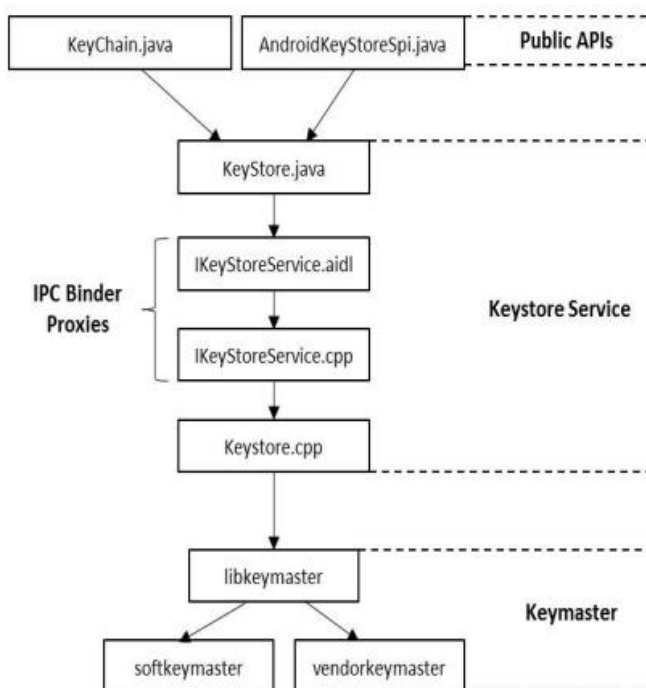 KeyChain.java
AndroidKeyStoreSpi.java
Public APIs
KeyStore.java
IKeyStoreService.aidl
IPC Binder
Proxies
Keystore Service
IKeyStoreService.cpp
Keystore.cpp
libkeymaster
Keymaster
softkeymaster
vendorkeymaster